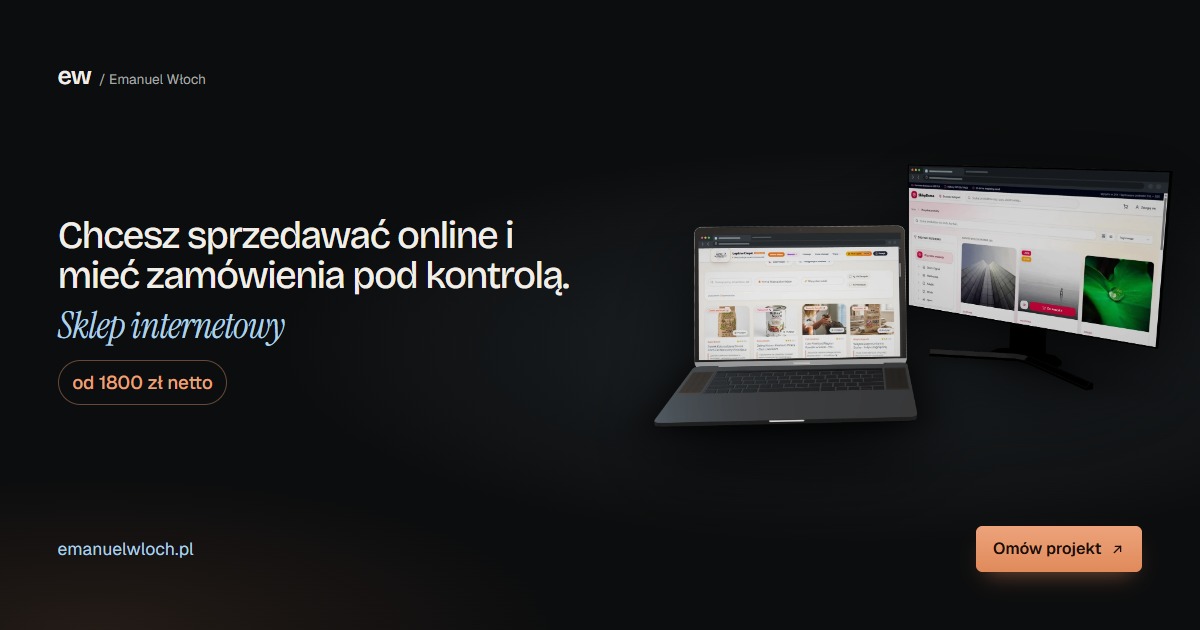 ew / Emanuel Włoch
Chcesz sprzedawać online i
mieć zamówienia pod kontrolą.
Sklep internetowy
od 1800 zł netto
emanuelwloch.pl
Omów projekt